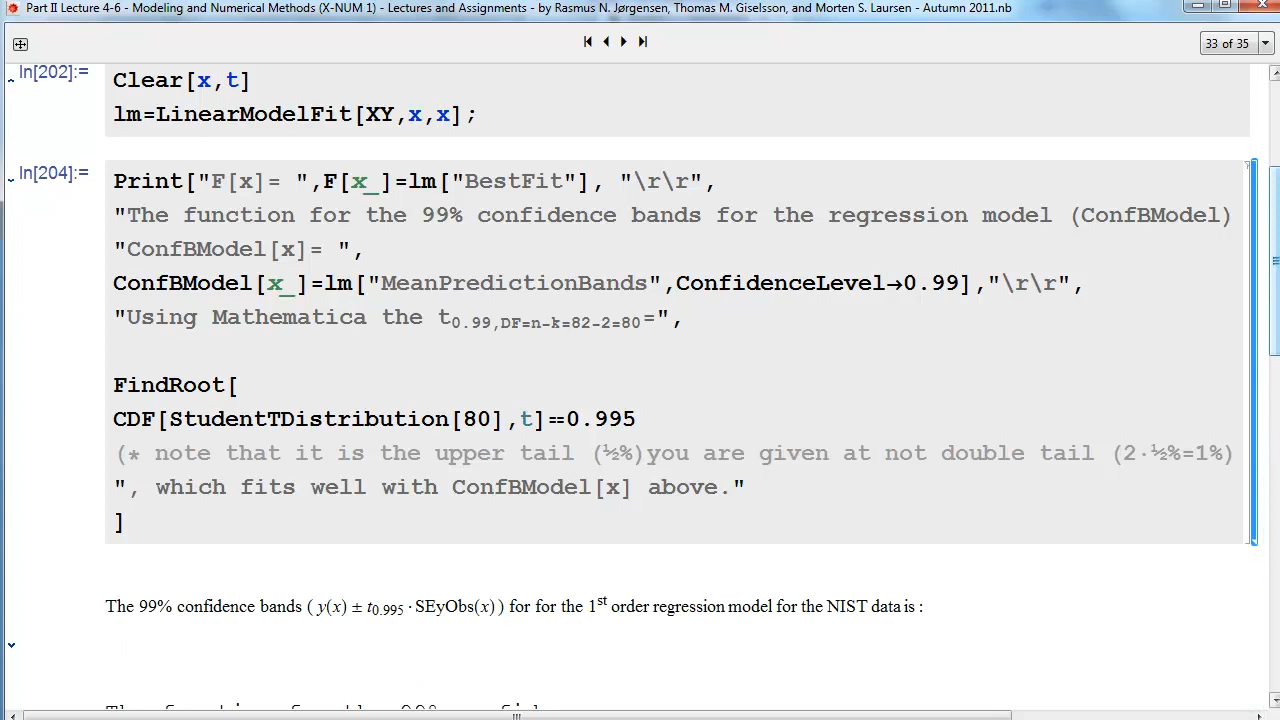 Part II Lecture 4-6 - Modeling and Numerical Methods (X-NUM 1) - Lectures and Assignments - by Rasmus N. Jørgensen, Thomas M. Giselsson, and Morten S. Laursen - Autumn 2011.nb
33 of 35
In[202]:=
Clear[x,t]
lm=LinearModelFit[XY,x,x];
In[204]:=
Print["F[x]= ",F[x_]=lm["BestFit"], "\r\r",
"The function for the 99% confidence bands for the regression model (ConfBModel)
"ConfBModel[x]= ",
ConfBModel[x_]=lm["MeanPredictionBands",ConfidenceLevel→0.99],"\r\r",
"Using Mathematica the t0.99,DF=n-k=82-2=80=",
FindRoot[
CDF[StudentTDistribution[80],t]==0.995
(* note that it is the upper tail (½%)you are given at not double tail (2·½%=1%)
", which fits well with ConfBModel[x] above."
]
The 99% confidence bands ( y(x) ± t0.995 · SEyObs(x) ) for for the 1st order regression model for the NIST data is :